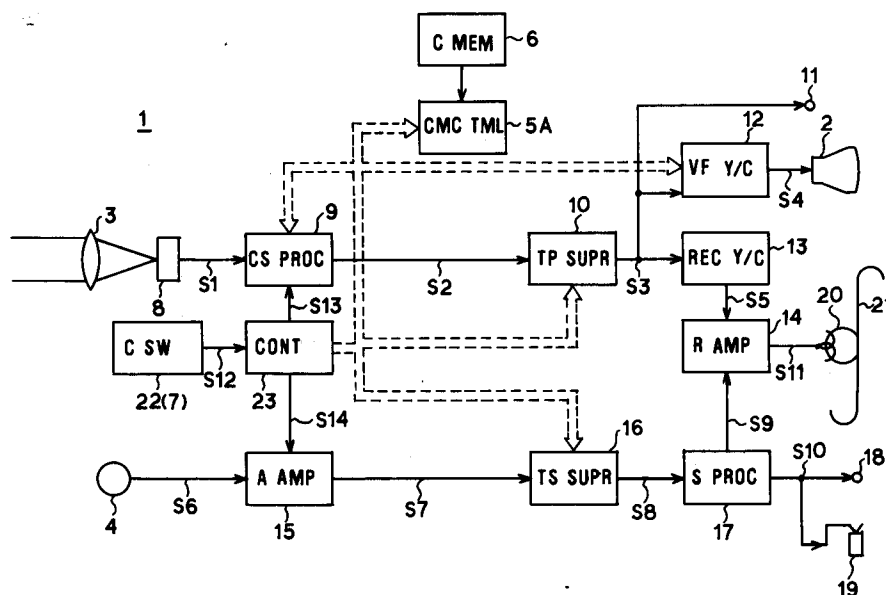 C MEM
6
11
1
CMC TML
5A
12
2
VF Y/C
S4
3
9
10
CS PROC
TP SUPR
REC Y/C
13
8
S1
S2
S3
S5
S13
20
14
C SW
CONT
R AMP
S12
S11
22(7)
23
S14
16
S9
S10
18
A AMP
TS SUPR
S PROC
4
S6
15
S7
S8
17
19